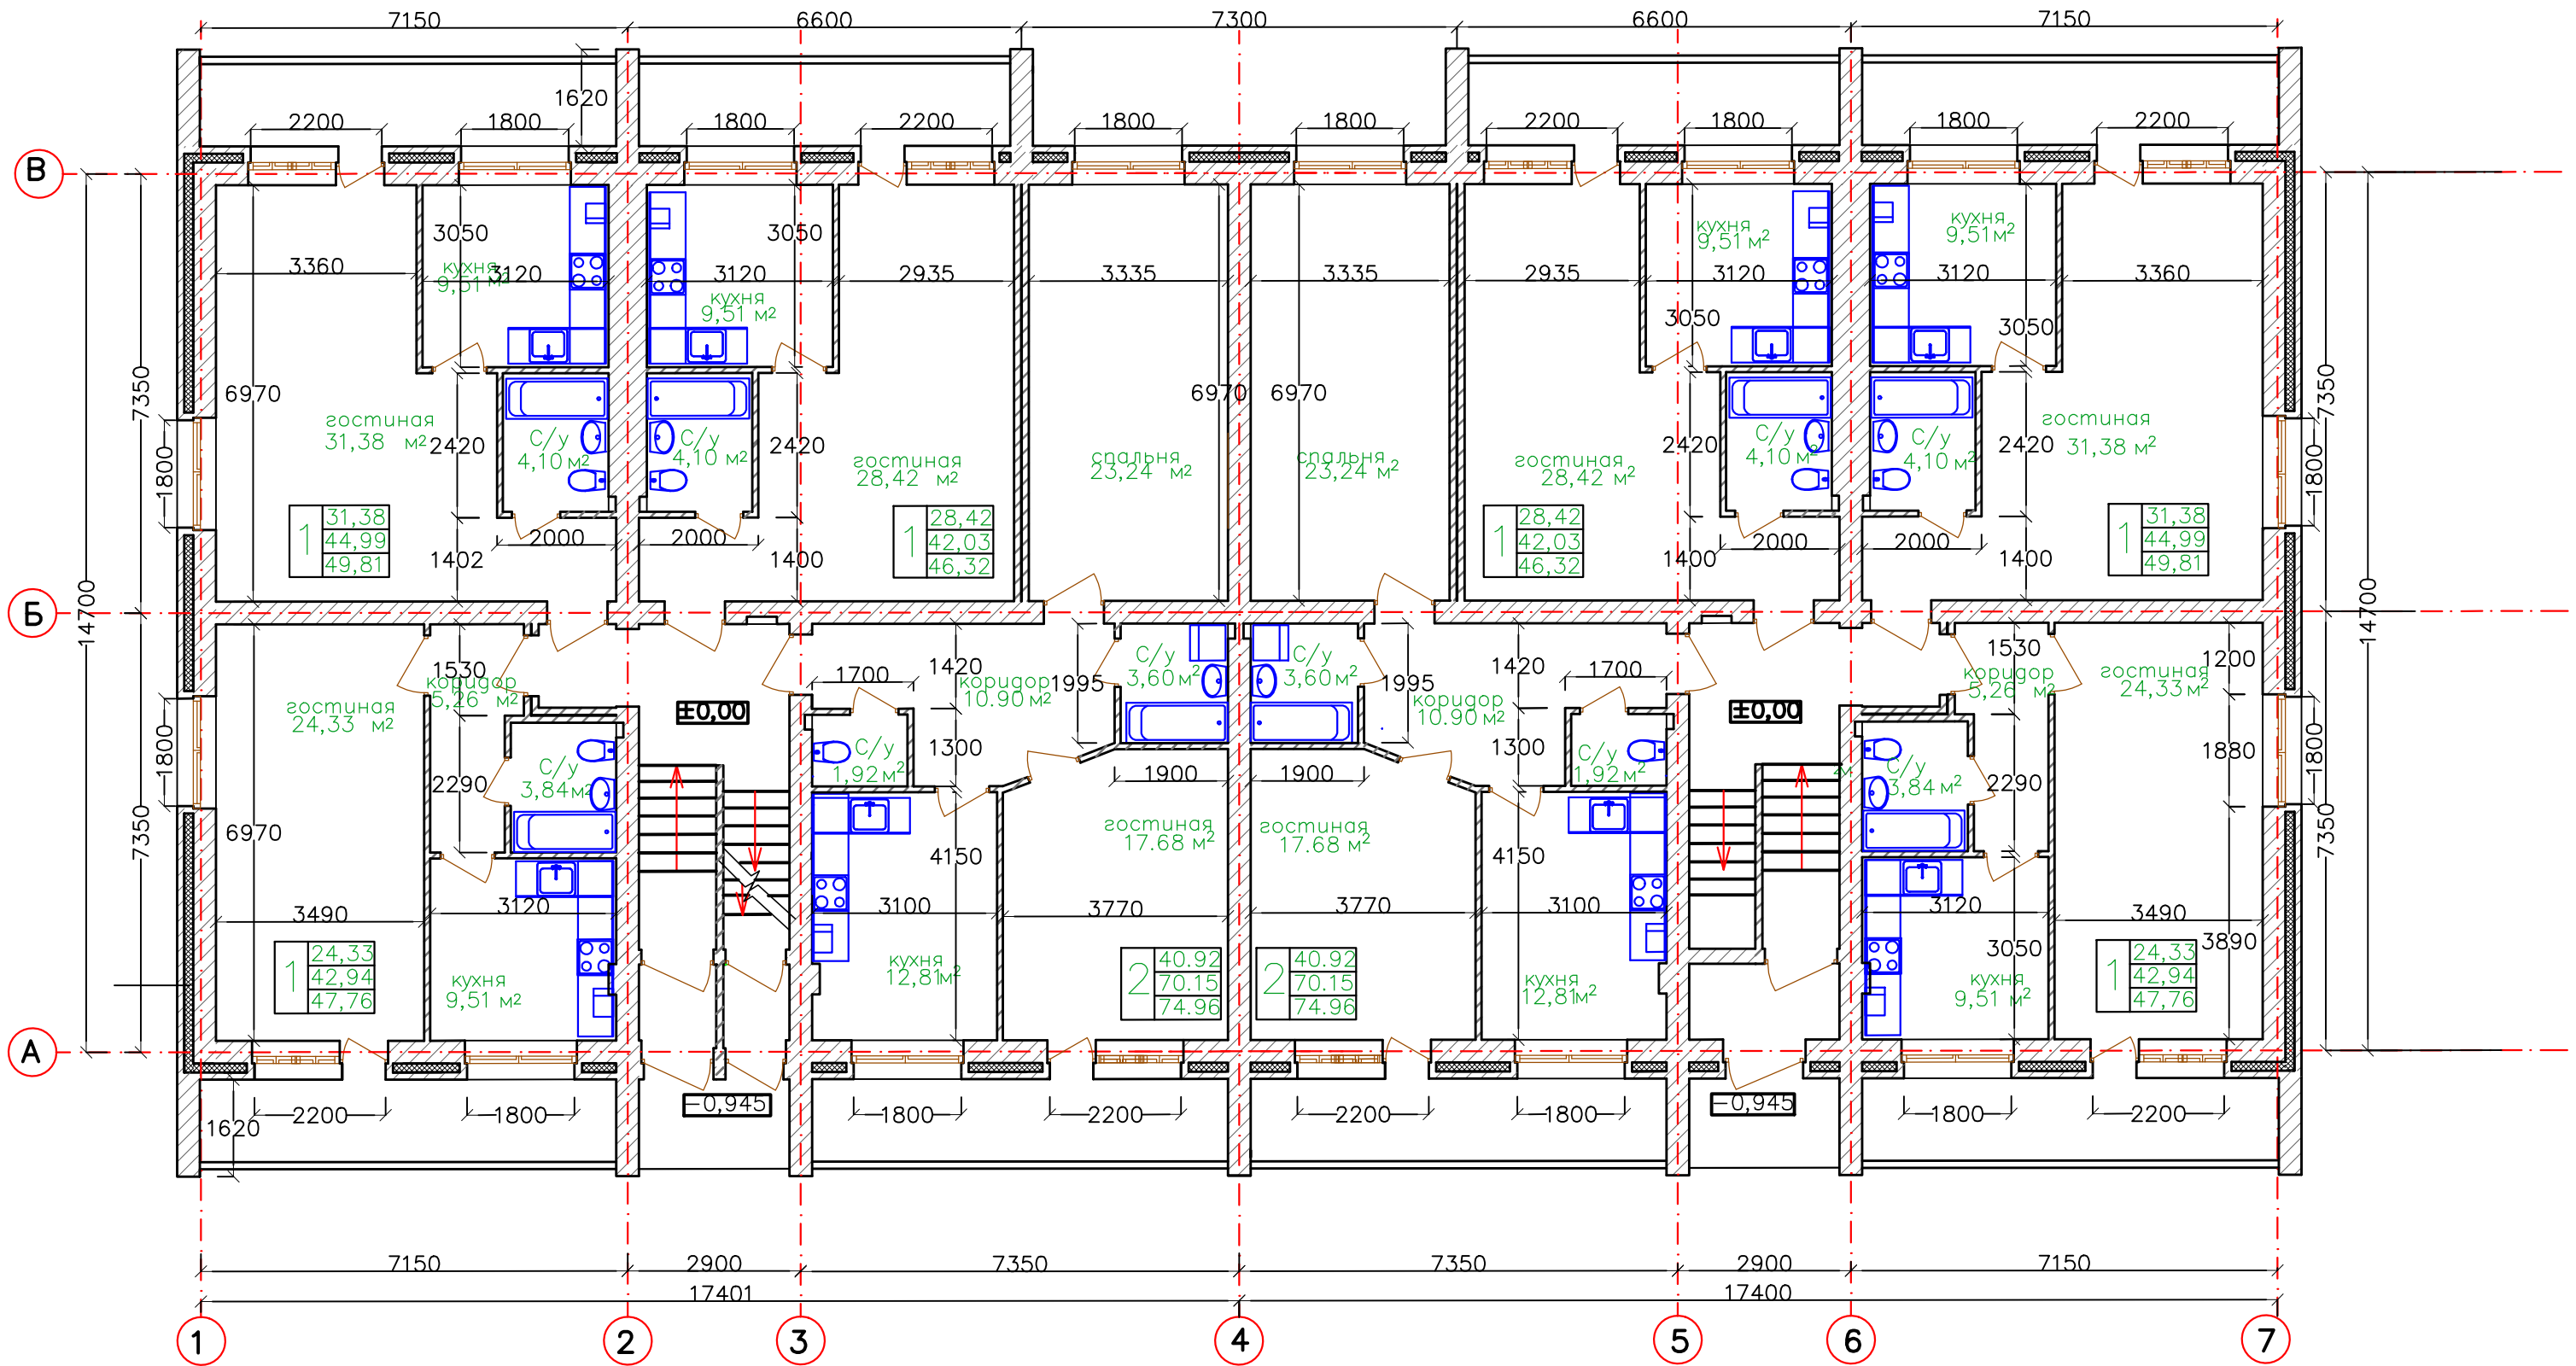 7150 6600 7300 6600 7150
1620
2200 1800 1800 2200 1800 1800 2200 1800 1800 2200
В
3050 3050 кухня 9,51 м² кухня 9,51 м²
3360 кухня 9,51 м² 3120 3120 2935 3335 3335 2935 3120 3120 3360
кухня 9,51 м²
3050 3050
7350 6970 6970 6970 7350
гостиная 31,38 м² 2420 С/у 4,10 м² С/у 4,10 м² 2420 гостиная 28,42 м² спальня 23,24 м² спальня 23,24 м² гостиная 28,42 м² 2420 С/у 4,10 м² С/у 4,10 м² 2420 гостиная 31,38 м²
1800 1800
1 31,38 44,99 49,81
1 28,42 42,03 46,32
1 28,42 42,03 46,32
1 31,38 44,99 49,81
2000 2000 2000 2000
1402 1400 1400 1400
14700 14700
Б
1530 1700 1420 С/у 3,60 м² С/у 3,60 м² 1420 1700 1530 1200
гостиная 24,33 м² коридор 5,26 м² коридор 10.90 м² 1995 1995 коридор 10.90 м² коридор 5,26 м² гостиная 24,33 м²
±0,00 ±0,00
1800 С/у 1,92 м² 1300 1300 С/у 1,92 м² 1880 1800
2290 С/у 3,84 м² 1900 1900 С/у 3,84 м² 2290
7350 6970 гостиная 17.68 м² гостиная 17.68 м² 7350
4150 4150
3490 3120 3100 3770 3770 3100 3120 3490
3050 3890
1 24,33 42,94 47,76
кухня 9,51 м²
кухня 12,81м²
2 40.92 70.15 74.96
2 40.92 70.15 74.96
кухня 12,81м²
кухня 9,51 м²
1 24,33 42,94 47,76
А
-0,945 -0,945
1620 2200 1800 1800 2200 2200 1800 1800 2200
7150 2900 7350 7350 2900 7150
17401 17400
1 2 3 4 5 6 7